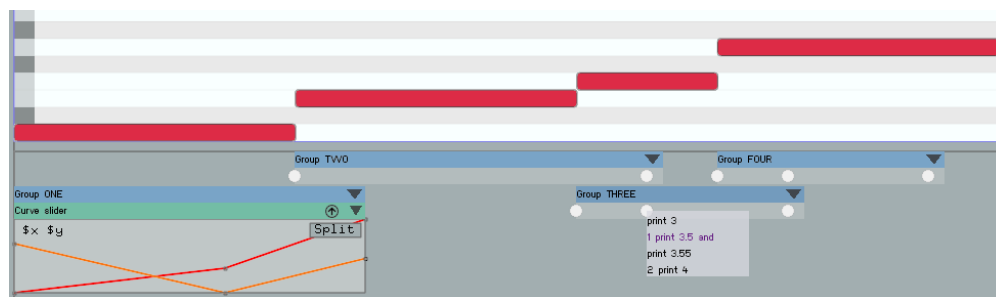 Group TWO
Group FOUR
Group ONE
Group THREE
Curve slider
$x $y
Split
print 3
1 print 3.5 and
print 3.55
2 print 4